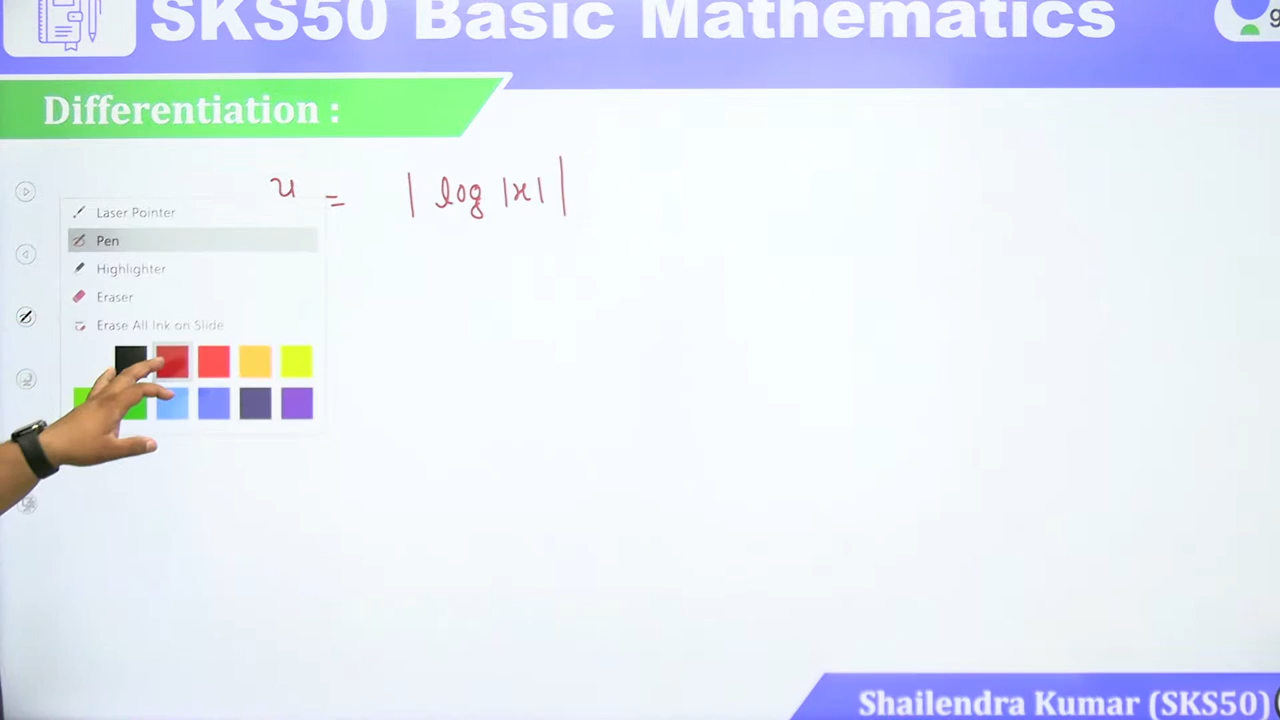 SKS50 Basic Mathematics
Differentiation :
u = | log |x| |
Laser Pointer
Pen
Highlighter
Eraser
Erase All Ink on Slide
Shailendra Kumar (SKS50)